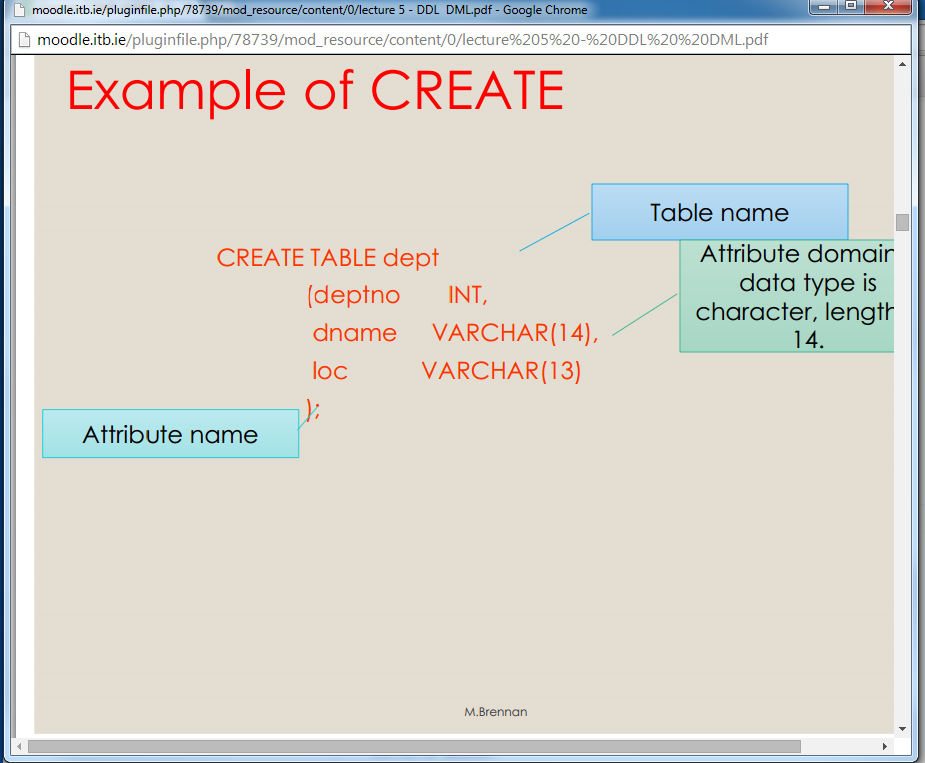 moodle.itb.ie/pluginfile.php/78739/mod_resource/content/0/lecture 5 - DDL DML.pdf - Google Chrome
moodle.itb.ie/pluginfile.php/78739/mod_resource/content/0/lecture%205%20-%20DDL%20%20DML.pdf
Example of CREATE
Table name
CREATE TABLE dept
Attribute domain
data type is
character, length
14.
(deptno INT,
dname VARCHAR(14),
loc VARCHAR(13)
);
Attribute name
M.Brennan